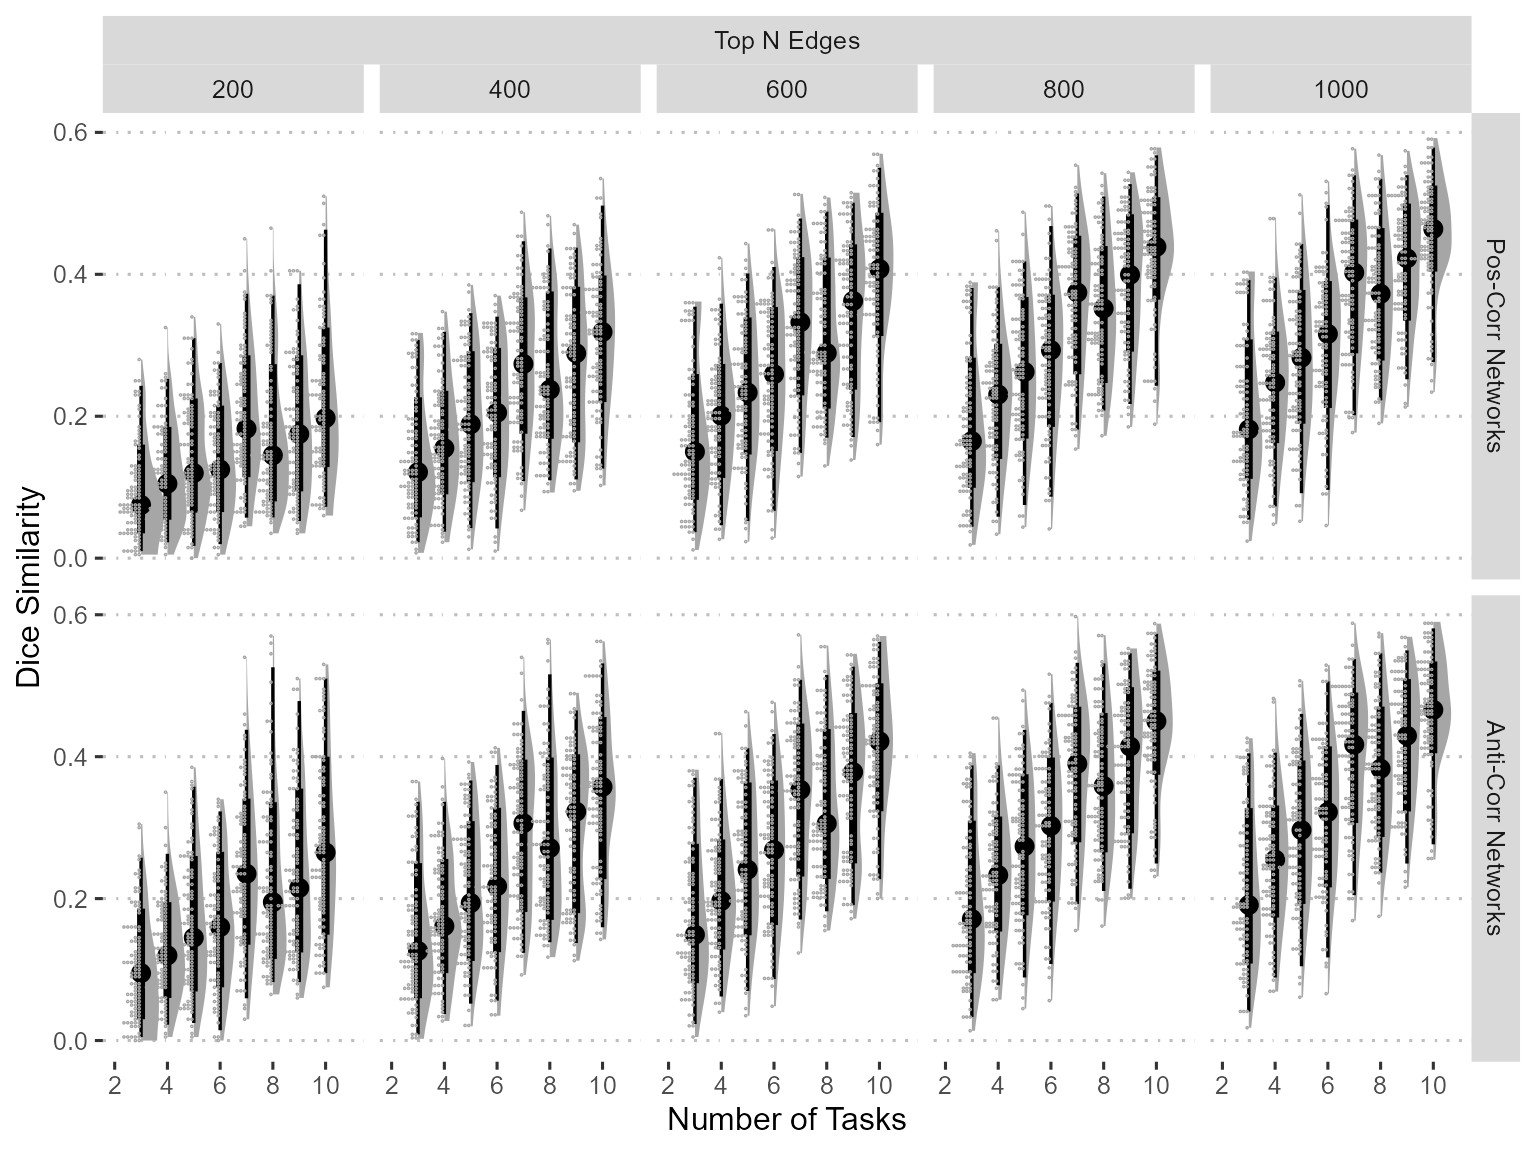 Top N Edges
200 400 600 800 1000
0.6
0.4
0.2
0.0
Pos-Corr Networks
Dice Similarity
0.6
0.4
0.2
0.0
Anti-Corr Networks
2 4 6 8 10 2 4 6 8 10 2 4 6 8 10 2 4 6 8 10 2 4 6 8 10
Number of Tasks